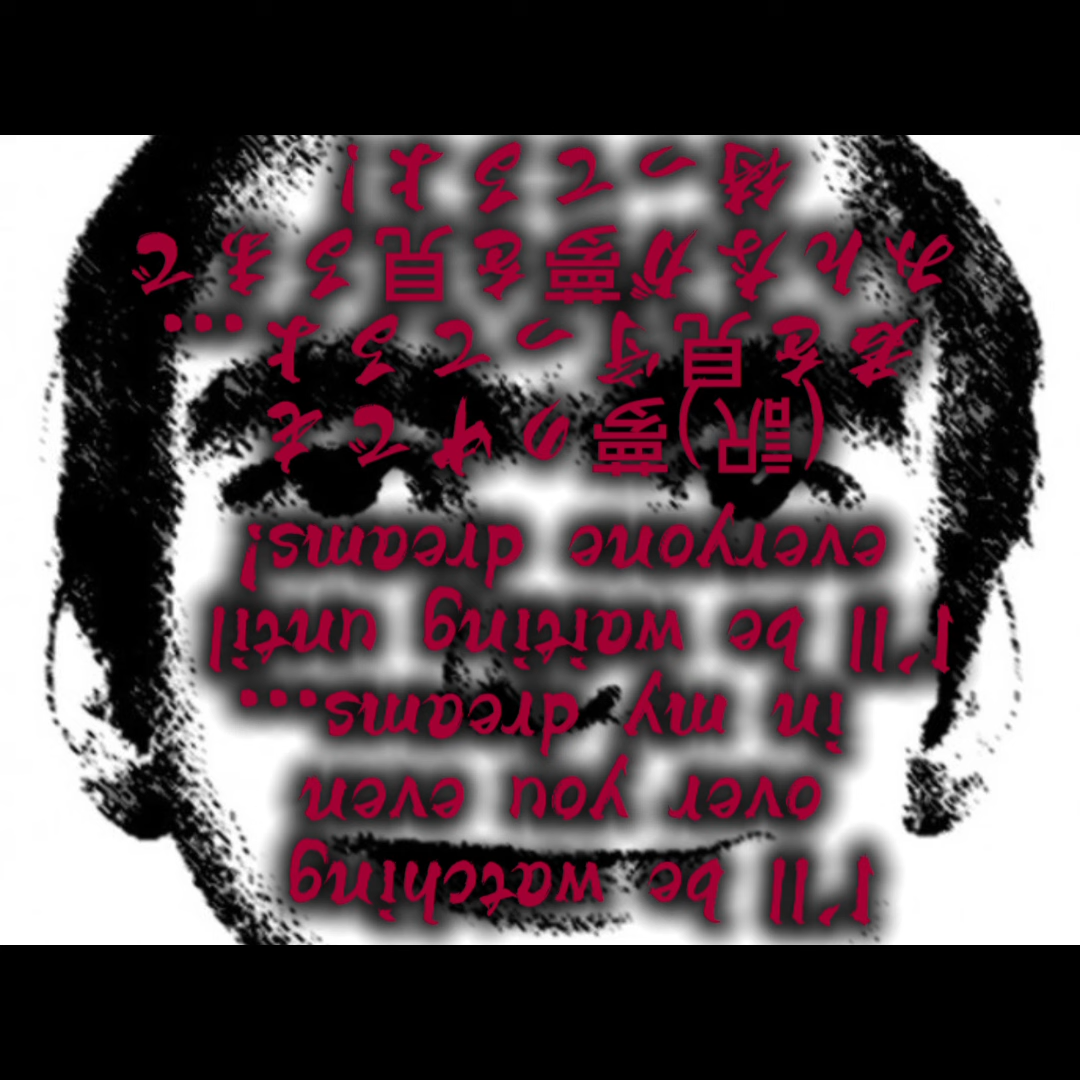 I'll be watching
over you even
in my dreams...
I'll be waiting until
everyone dreams!
(訳)夢の中でも
君を見守ってるよ...
みんなが夢を見るまで
待ってるよ!